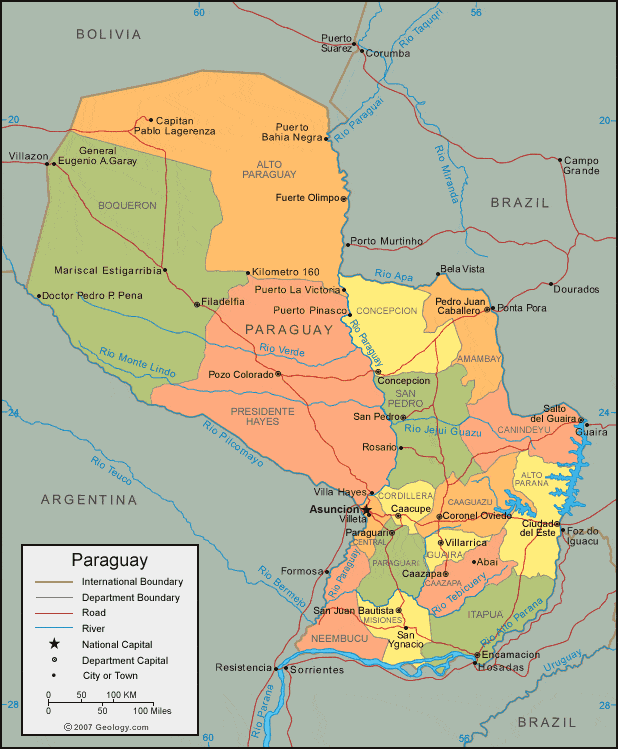 60
56
BOLIVIA
Puerto
Suarez
Corumba
Rio Taquqri
20
20
Capitan
Pablo Lagerenza
Puerto
Bahia Negra
Rio Paraguai
General
Eugenio A.Garay
Villazon
ALTO
PARAGUAY
Campo
Grande
Rio Miranda
BOQUERON
Fuerte Olimpo
BRAZIL
Porto Murtinho
Mariscal Estigarribia
Kilometro 160
Rio Apa
Bela Vista
Doctor Pedro P. Pena
Filadelfia
Puerto La Victoria
Dourados
Puerto Pinasco
CONCEPCION
Pedro Juan
Caballero
Ponta Pora
PARAGUAY
Rio Paraguay
Rio Verde
Rio Monte Lindo
AMAMBAY
Pozo Colorado
Concepcion
SAN
PEDRO
24
24
PRESIDENTE
HAYES
San Pedro
Salto
del Guaira
Guaira
Rio Jejui Guazu
CANINDEYU
Rio Pilcomayo
Rosario
Rio Teuco
ALTO
PARANA
Villa Hayes
CORDILLERA
CAAGUAZU
ARGENTINA
Asuncion
Villeta
Caacupe
Coronel Oviedo
Ciudad
del Este
Foz do
Iguacu
Paraguari
CENTRAL
Villarrica
GUAIRA
Abai
PARAGUARI
Caazapa
CAAZAPA
Formosa
Rio Paraguay
Rio Bermejo
Rio Tebicuary
San Juan Bautista
MISIONES
ITAPUA
NEEMBUCU
San
Ygnacio
Rio Alto Parana
Encarnacion
Posadas
Resistencia
Corrientes
Rio Parana
Uruguay
BRAZIL
28
28
60
56
Paraguay
International Boundary
Department Boundary
Road
River
National Capital
Department Capital
City or Town
0 50 100 KM
0 50 100 Miles
© 2007 Geology.com